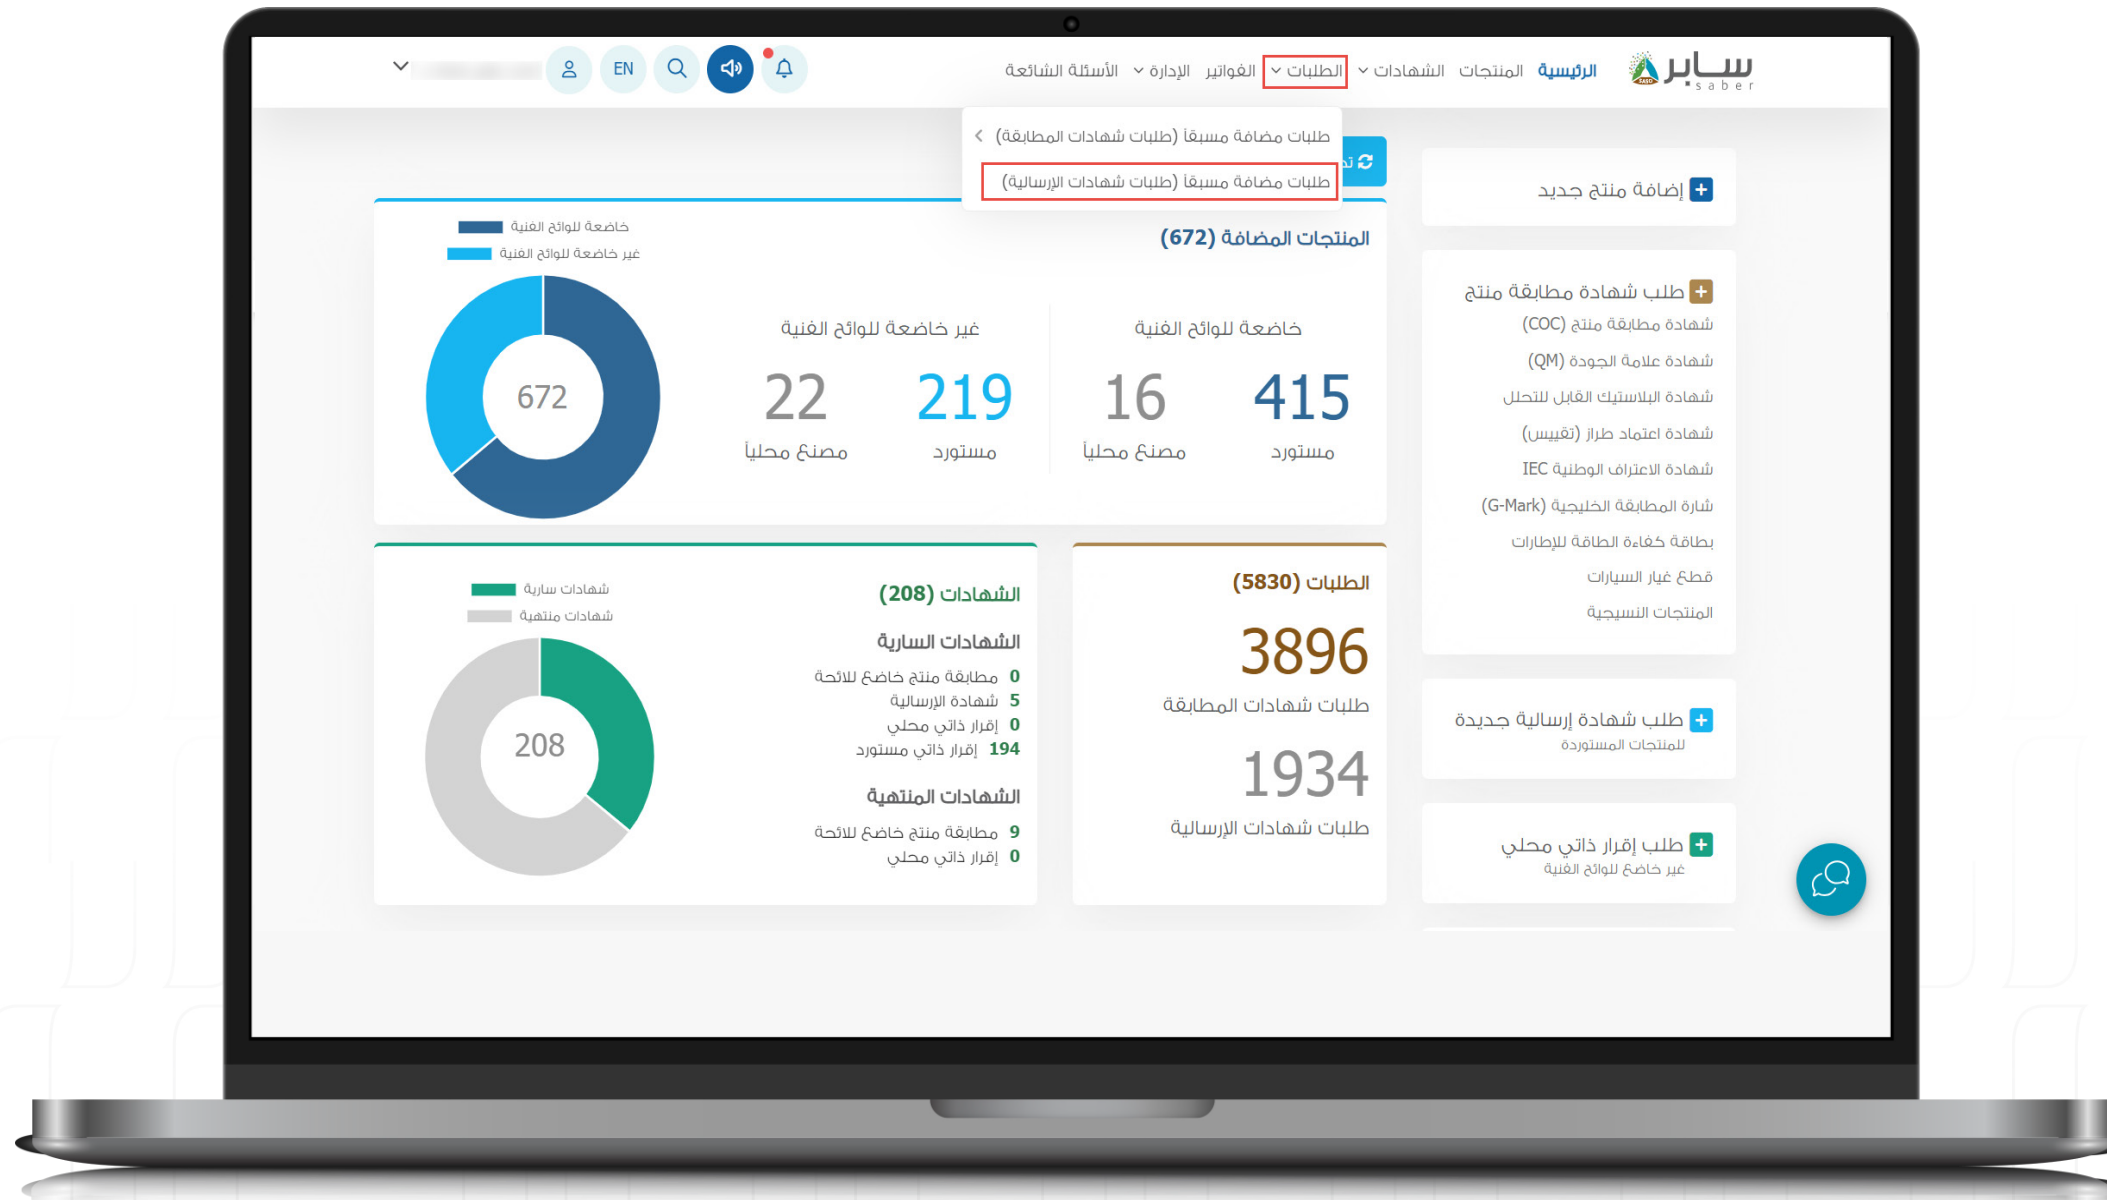 سابر
saber
SASO
الرئيسية المنتجات الشهادات الطلبات الفواتير الإدارة الأسئلة الشائعة
EN
طلبات مضافة مسبقاً (طلبات شهادات المطابقة)
طلبات مضافة مسبقاً (طلبات شهادات الإرسالية)
إضافة منتج جديد
طلب شهادة مطابقة منتج
شهادة مطابقة منتج (COC)
شهادة علامة الجودة (QM)
شهادة البلاستيك القابل للتحلل
شهادة اعتماد طراز (تقييس)
شهادة الاعتراف الوطنية IEC
شارة المطابقة الخليجية (G-Mark)
بطاقة كفاءة الطاقة للإطارات
قطع غيار السيارات
المنتجات النسيجية
طلب شهادة إرسالية جديدة
للمنتجات المستوردة
طلب إقرار ذاتي محلي
غير خاضع للوائح الفنية
المنتجات المضافة (672)
خاضعة للوائح الفنية
415 16
مستورد مصنع محلياً
غير خاضعة للوائح الفنية
219 22
مستورد مصنع محلياً
خاضعة للوائح الفنية
غير خاضعة للوائح الفنية
672
الطلبات (5830)
3896
طلبات شهادات المطابقة
1934
طلبات شهادات الإرسالية
الشهادات (208)
الشهادات السارية
0 مطابقة منتج خاضع للائحة
5 شهادة الإرسالية
0 إقرار ذاتي محلي
194 إقرار ذاتي مستورد
الشهادات المنتهية
9 مطابقة منتج خاضع للائحة
0 إقرار ذاتي محلي
شهادات سارية
شهادات منتهية
208